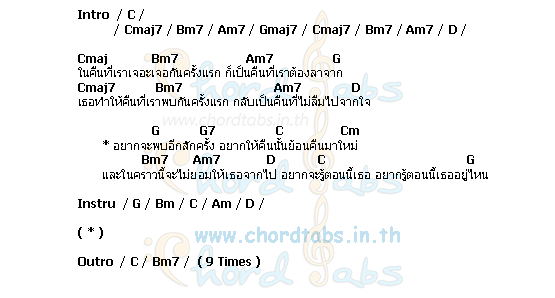 Intro / C /
/ Cmaj7 / Bm7 / Am7 / Gmaj7 / Cmaj7 / Bm7 / Am7 / D /
Cmaj Bm7 Am7 G
ในคืนที่เราเจอะเจอกันครั้งแรก ก็เป็นคืนที่เราต้องลาจาก
Cmaj7 Bm7 Am7 D
เธอทำให้คืนที่เราพบกันครั้งแรก กลับเป็นคืนที่ไม่ลืมไปจากใจ
www.chordtabs.in.th
G G7 C Cm
* อยากจะพบอีกสักครั้ง อยากให้คืนนั้นย้อนคืนมาใหม่
Bm7 Am7 D C G
และในคราวนี้จะไม่ยอมให้เธอจากไป อยากจะรู้ตอนนี้เธอ อยากรู้ตอนนี้เธออยู่ไหน
Instru / G / Bm / C / Am / D /
( * )
www.chordtabs.in.th
Outro / C / Bm7 / ( 9 Times )